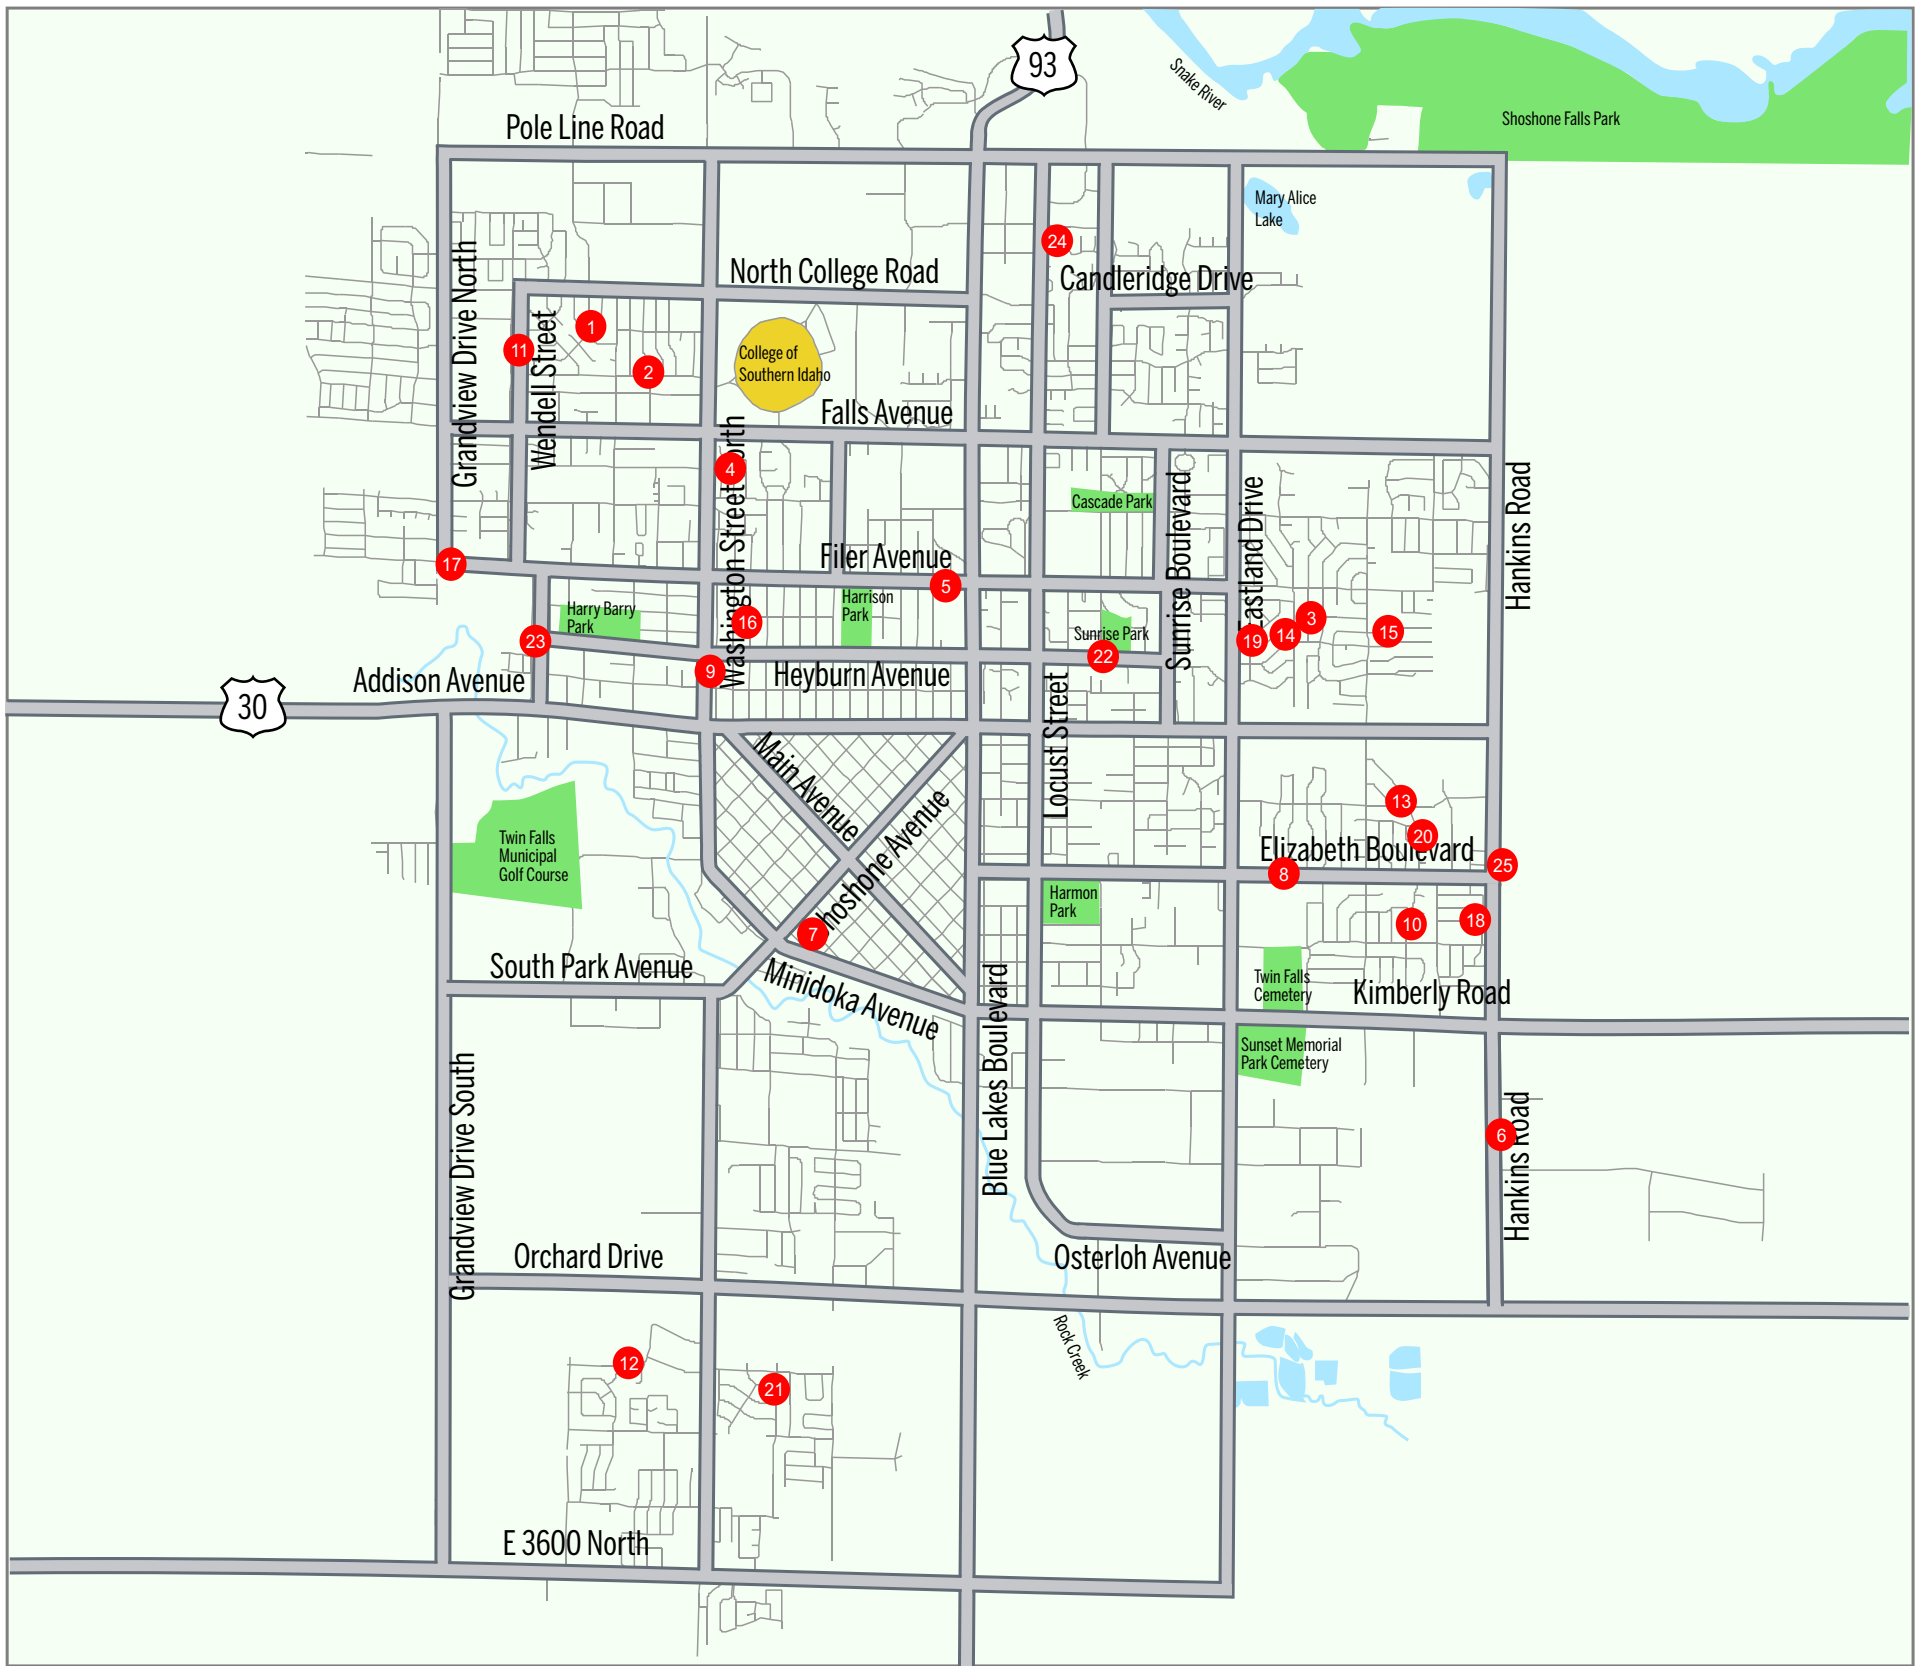 93
Snake River
Shoshone Falls Park
Pole Line Road
Mary Alice
Lake
24
North College Road
Candleridge Drive
Grandview Drive North
Wendell Street
1
11
2
College of
Southern Idaho
Falls Avenue
4
Washington Street North
Cascade Park
Sunrise Boulevard
Eastland Drive
Hankins Road
17
Filer Avenue
5
Harry Barry
Park
Harrison
Park
16
Sunrise Park
3
14
19
15
23
22
9
Heyburn Avenue
Addison Avenue
30
Locust Street
Main Avenue
Shoshone Avenue
13
20
Elizabeth Boulevard
25
8
Twin Falls
Municipal
Golf Course
Harmon
Park
10
18
7
South Park Avenue
Minidoka Avenue
Blue Lakes Boulevard
Twin Falls
Cemetery
Kimberly Road
Sunset Memorial
Park Cemetery
Grandview Drive South
6
Hankins Road
Orchard Drive
Osterloh Avenue
Rock Creek
12
21
E 3600 North